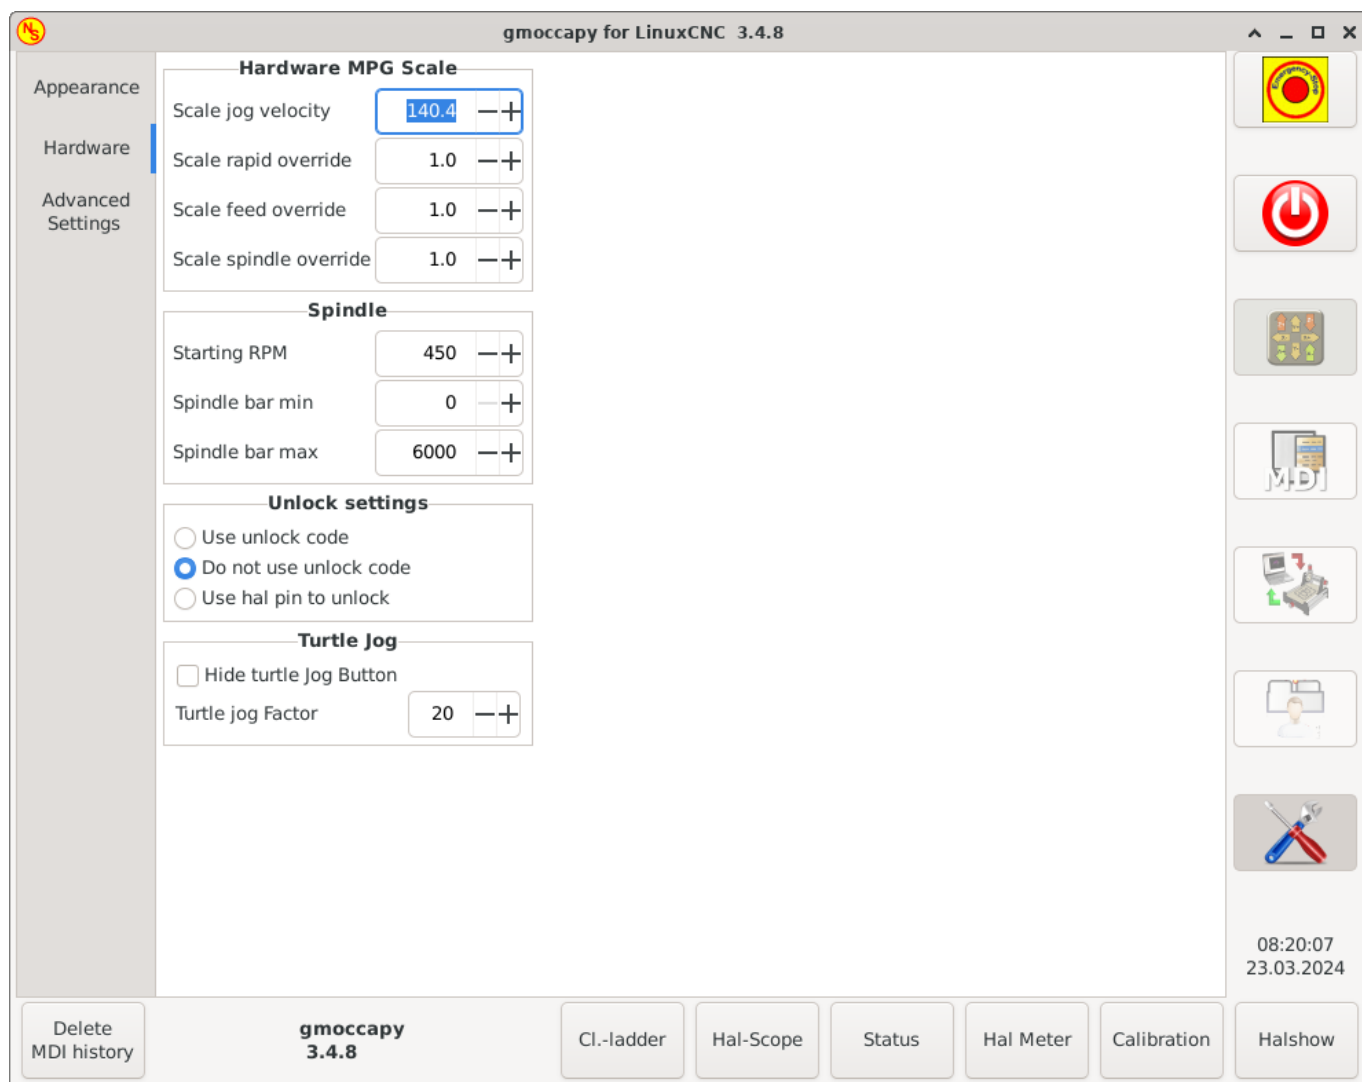 NS
gmoccapy for LinuxCNC 3.4.8
Appearance
Hardware
Advanced
Settings
Hardware MPG Scale
Scale jog velocity 140.4
Scale rapid override 1.0
Scale feed override 1.0
Scale spindle override 1.0
Spindle
Starting RPM 450
Spindle bar min 0
Spindle bar max 6000
Unlock settings
Use unlock code
Do not use unlock code
Use hal pin to unlock
Turtle Jog
Hide turtle Jog Button
Turtle jog Factor 20
Emergency-Stop
MDI
08:20:07
23.03.2024
Delete
MDI history
gmoccapy
3.4.8
Cl.-ladder
Hal-Scope
Status
Hal Meter
Calibration
Halshow